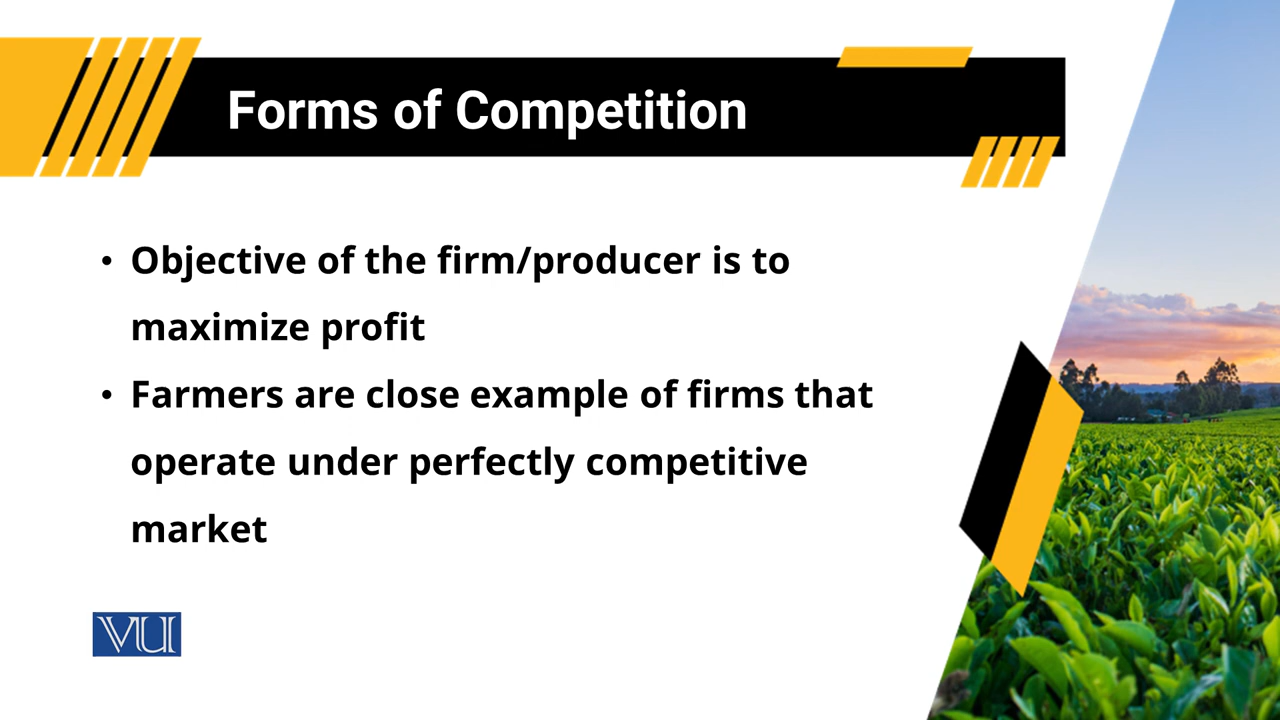 Forms of Competition
• Objective of the firm/producer is to
maximize profit
• Farmers are close example of firms that
operate under perfectly competitive
market
VU